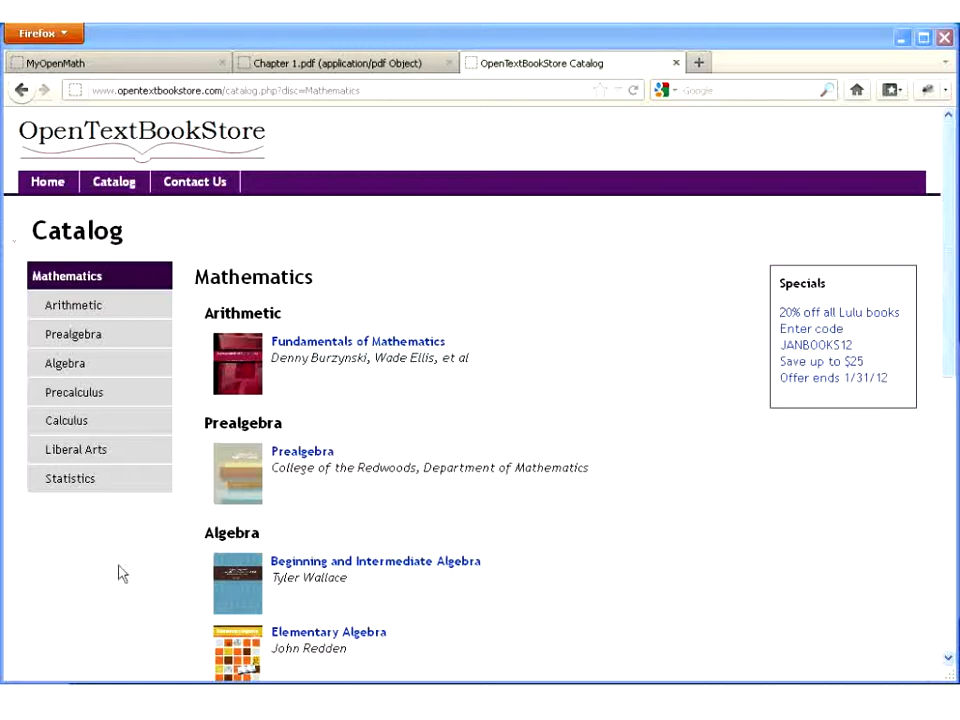 Firefox
MyOpenMath
Chapter 1.pdf (application/pdf Object)
OpenTextBookStore Catalog
www.opentextbookstore.com/catalog.php?disc=Mathematics
Google
OpenTextBookStore
Home
Catalog
Contact Us
Catalog
Mathematics
Arithmetic
Prealgebra
Algebra
Precalculus
Calculus
Liberal Arts
Statistics
Mathematics
Arithmetic
Fundamentals of Mathematics
Denny Burzynski, Wade Ellis, et al
Prealgebra
Prealgebra
College of the Redwoods, Department of Mathematics
Algebra
Beginning and Intermediate Algebra
Tyler Wallace
Elementary Algebra
John Redden
Specials
20% off all Lulu books
Enter code
JANBOOKS12
Save up to $25
Offer ends 1/31/12